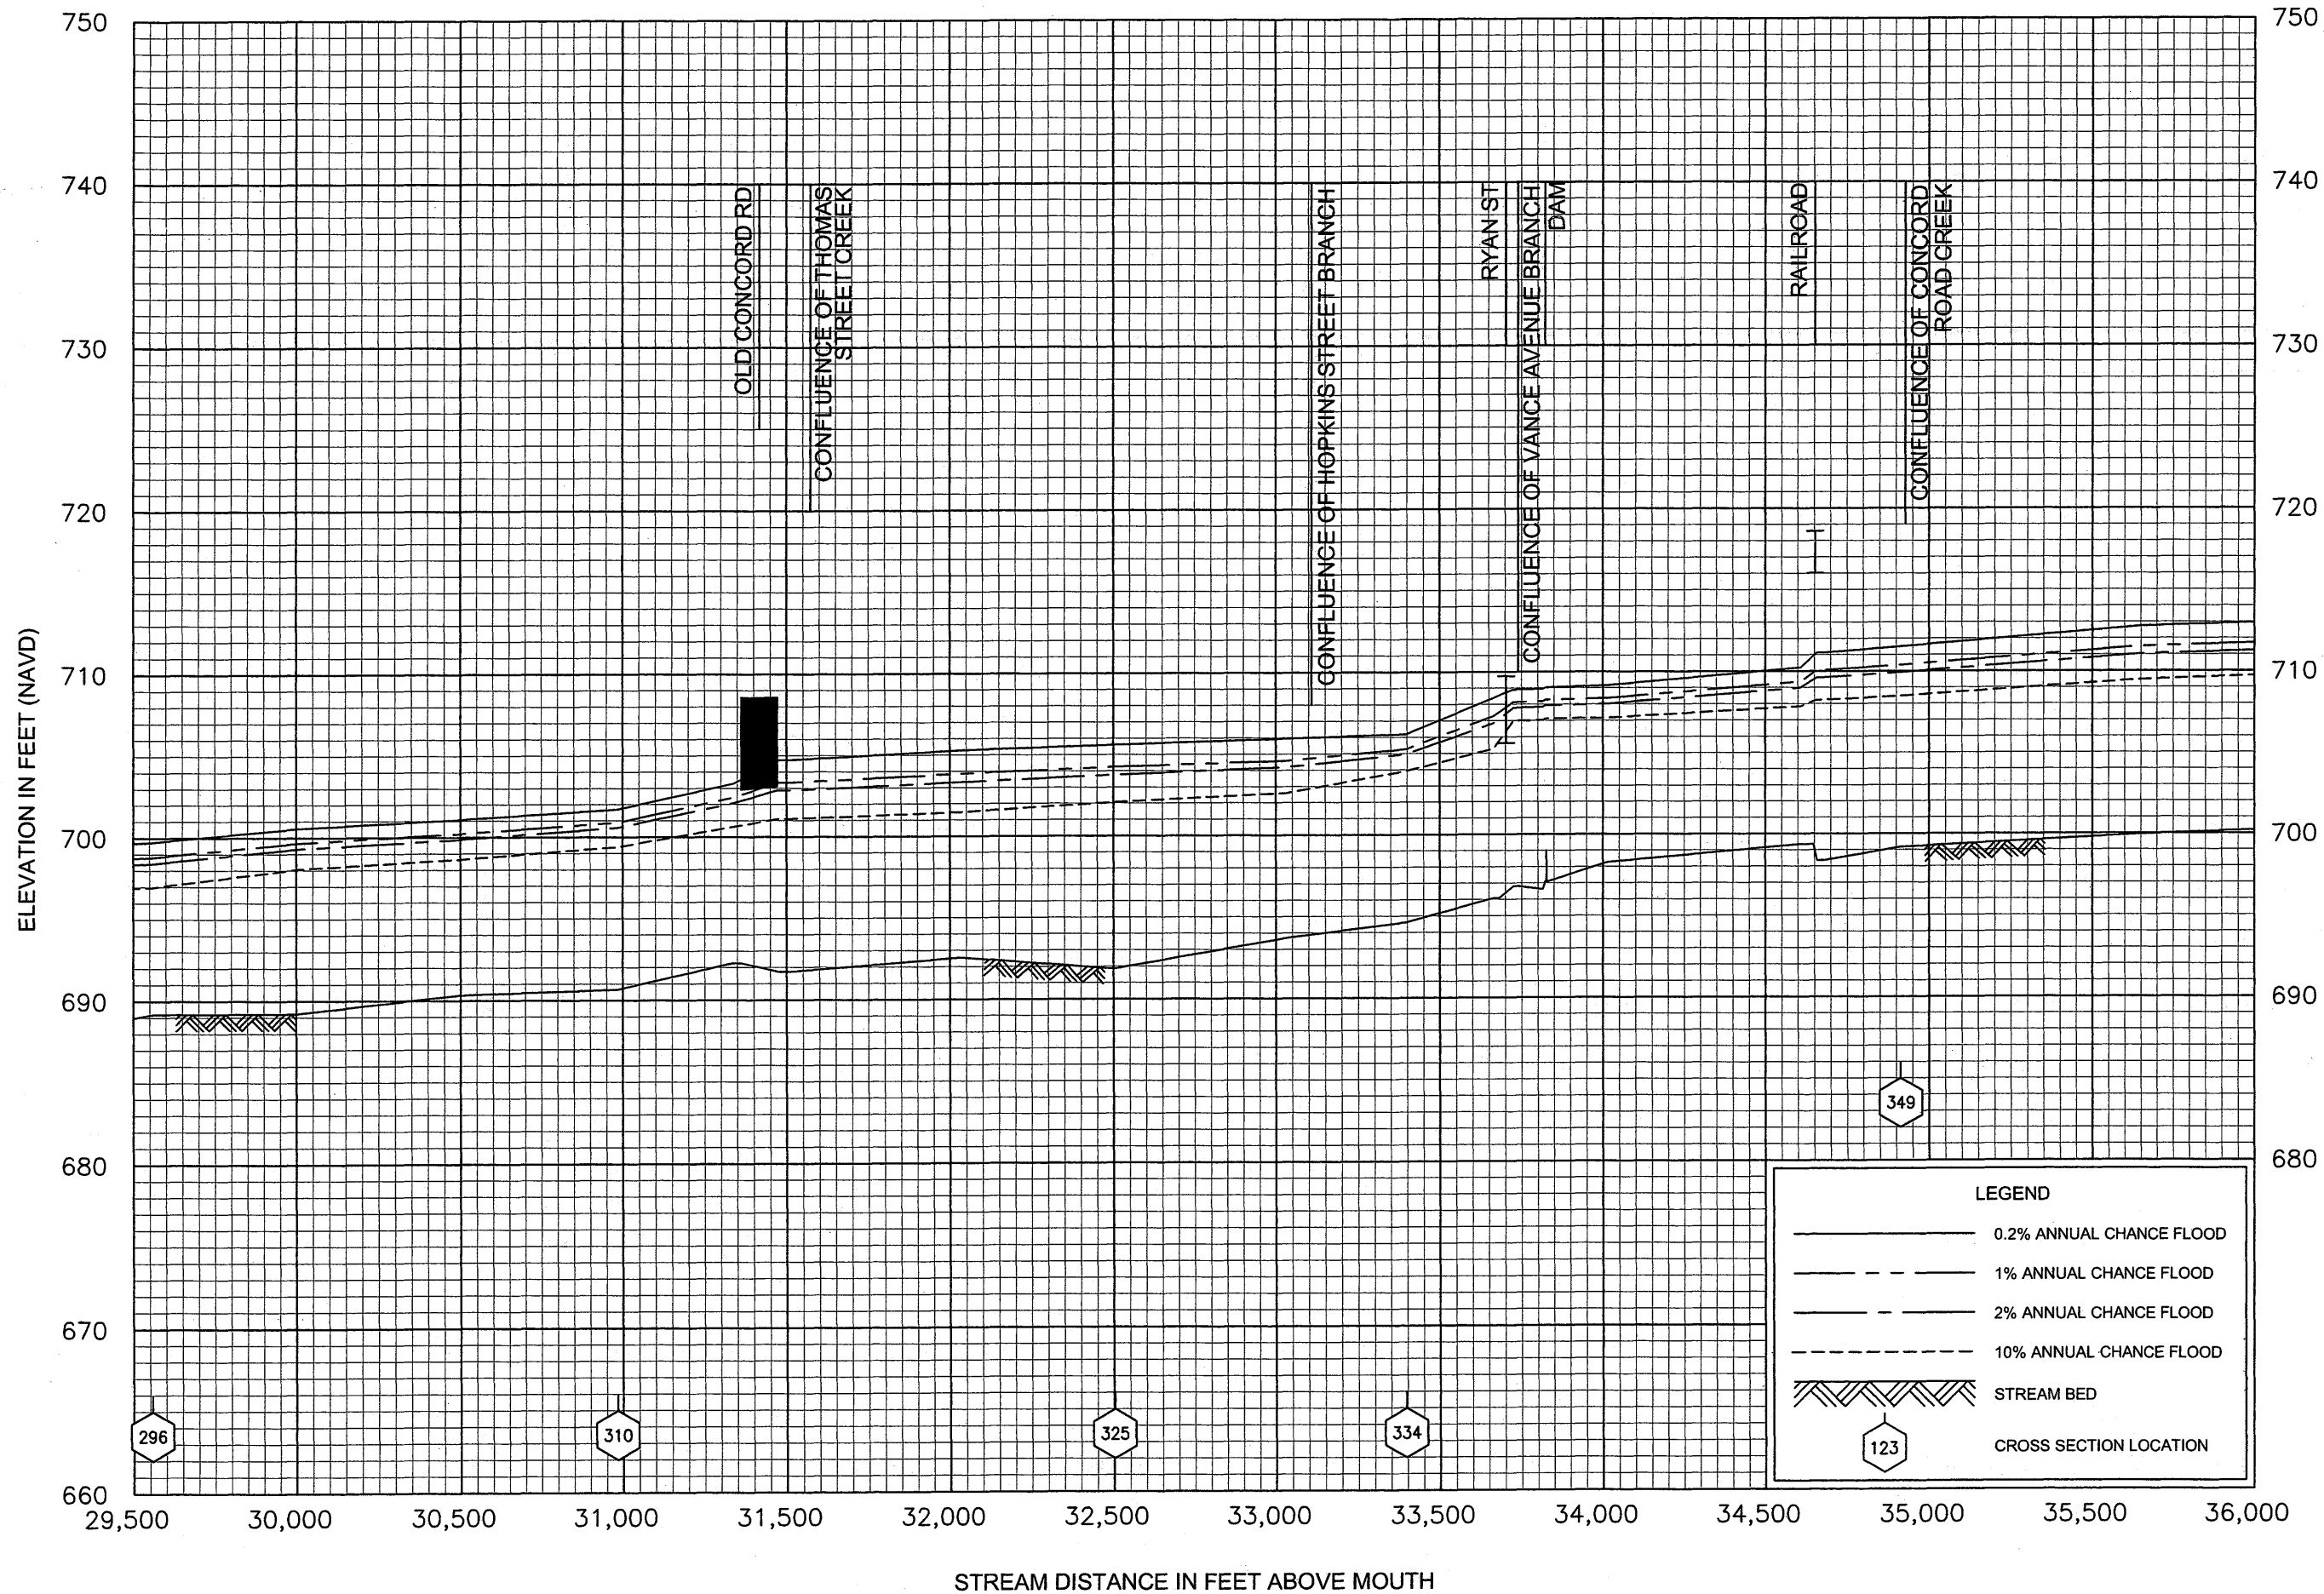 750
740
730
720
710
700
690
680
670
660
750
740
730
720
710
700
690
680
ELEVATION IN FEET (NAVD)
OLD CONCORD RD
CONFLUENCE OF THOMAS
STREET CREEK
CONFLUENCE OF HOPKINS STREET BRANCH
RYAN ST
CONFLUENCE OF VANCE AVENUE BRANCH
DAM
RAILROAD
CONFLUENCE OF CONCORD
ROAD CREEK
296
310
325
334
349
LEGEND
0.2% ANNUAL CHANCE FLOOD
1% ANNUAL CHANCE FLOOD
2% ANNUAL CHANCE FLOOD
10% ANNUAL CHANCE FLOOD
STREAM BED
123
CROSS SECTION LOCATION
29,500 30,000 30,500 31,000 31,500 32,000 32,500 33,000 33,500 34,000 34,500 35,000 35,500 36,000
STREAM DISTANCE IN FEET ABOVE MOUTH